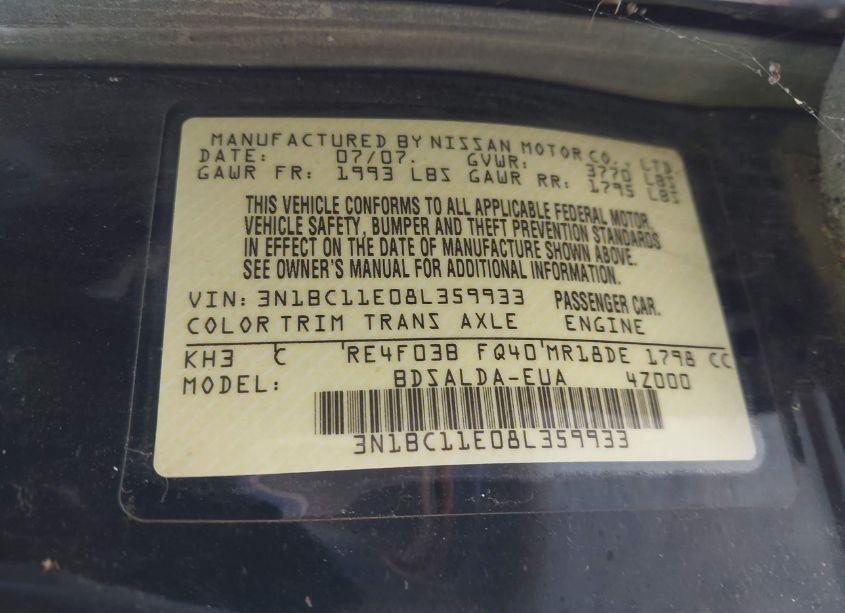 MANUFACTURED BY NISSAN MOTOR CO., LTD.
DATE: 07/07. GVWR: 3770 LBS
GAWR FR: 1993 LBS GAWR RR: 1795 LBS
THIS VEHICLE CONFORMS TO ALL APPLICABLE FEDERAL MOTOR
VEHICLE SAFETY, BUMPER AND THEFT PREVENTION STANDARDS
IN EFFECT ON THE DATE OF MANUFACTURE SHOWN ABOVE.
SEE OWNER'S MANUAL FOR ADDITIONAL INFORMATION.
VIN: 3N1BC11E08L359933 PASSENGER CAR.
COLOR TRIM TRANS AXLE ENGINE
KH3 C RE4F03B FQ40 MR18DE 1798 CC
MODEL: BDSALDA-EUA 4Z000
3N1BC11E08L359933